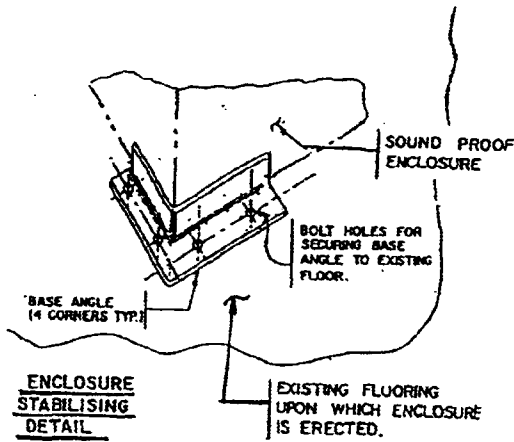 SOUND PROOF
ENCLOSURE
BOLT HOLES FOR
SECURING BASE
ANGLE TO EXISTING
FLOOR.
BASE ANGLE
(4 CORNERS TYP.)
ENCLOSURE
STABILISING
DETAIL
EXISTING FLUORING
UPON WHICH ENCLOSURE
IS ERECTED.